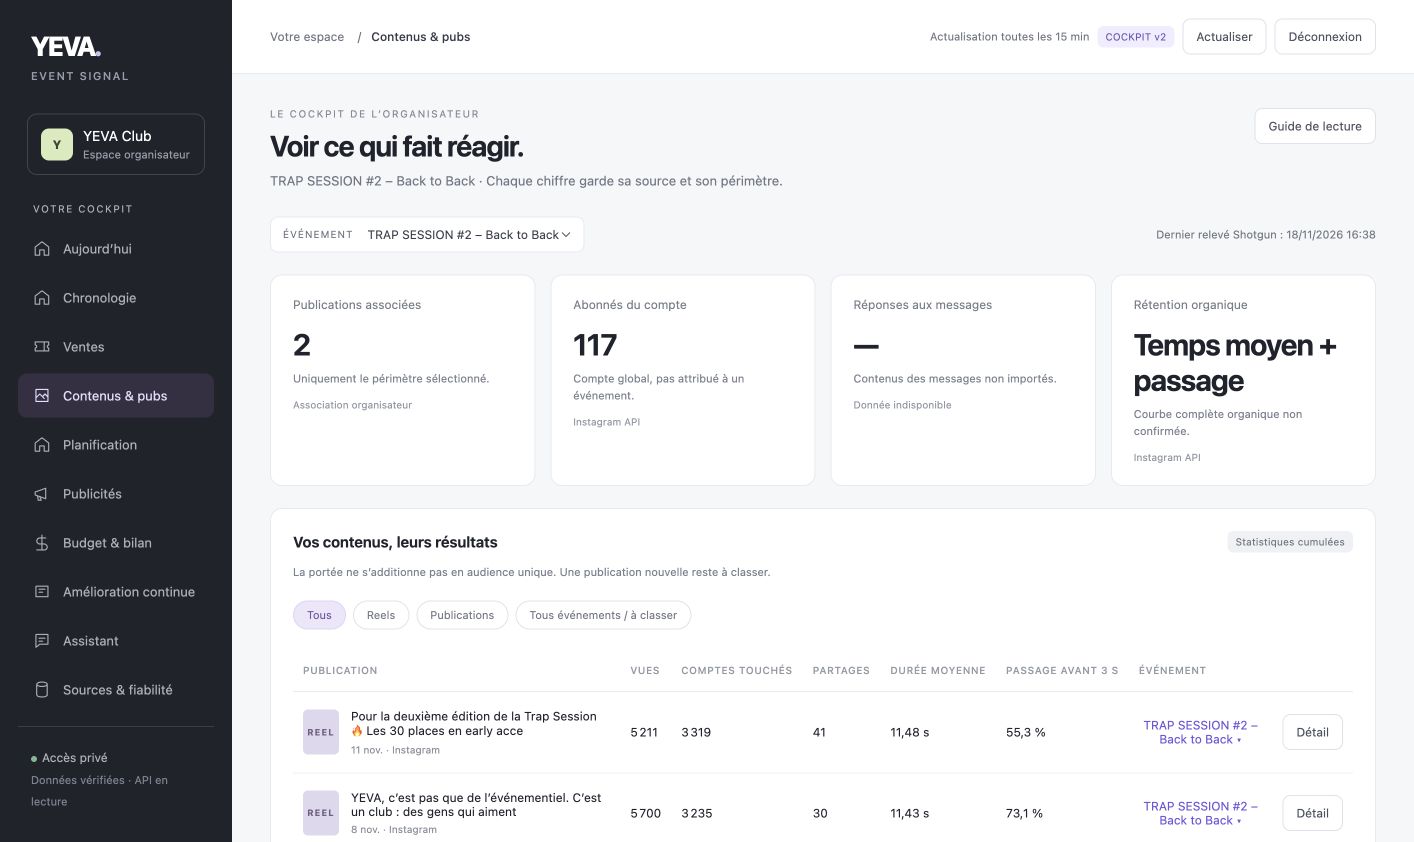 YEVA.
EVENT SIGNAL
Y
YEVA Club
Espace organisateur
VOTRE COCKPIT
Aujourd'hui
Chronologie
Ventes
Contenus & pubs
Planification
Publicités
Budget & bilan
Amélioration continue
Assistant
Sources & fiabilité
Accès privé
Données vérifiées · API en
lecture
Votre espace / Contenus & pubs
Actualisation toutes les 15 min
COCKPIT v2
Actualiser
Déconnexion
LE COCKPIT DE L'ORGANISATEUR
Voir ce qui fait réagir.
TRAP SESSION #2 – Back to Back · Chaque chiffre garde sa source et son périmètre.
Guide de lecture
ÉVÉNEMENT TRAP SESSION #2 – Back to Back
Dernier relevé Shotgun : 18/11/2026 16:38
Publications associées
2
Uniquement le périmètre sélectionné.
Association organisateur
Abonnés du compte
117
Compte global, pas attribué à un
événement.
Instagram API
Réponses aux messages
—
Contenus des messages non importés.
Donnée indisponible
Rétention organique
Temps moyen +
passage
Courbe complète organique non
confirmée.
Instagram API
Vos contenus, leurs résultats
Statistiques cumulées
La portée ne s'additionne pas en audience unique. Une publication nouvelle reste à classer.
Tous
Reels
Publications
Tous événements / à classer
PUBLICATION VUES COMPTES TOUCHÉS PARTAGES DURÉE MOYENNE PASSAGE AVANT 3 S ÉVÉNEMENT
REEL
Pour la deuxième édition de la Trap Session
🔥 Les 30 places en early acce
11 nov. · Instagram
5 211
3 319
41
11,48 s
55,3 %
TRAP SESSION #2 –
Back to Back
Détail
REEL
YEVA, c'est pas que de l'événementiel. C'est
un club : des gens qui aiment
8 nov. · Instagram
5 700
3 235
30
11,43 s
73,1 %
TRAP SESSION #2 –
Back to Back
Détail